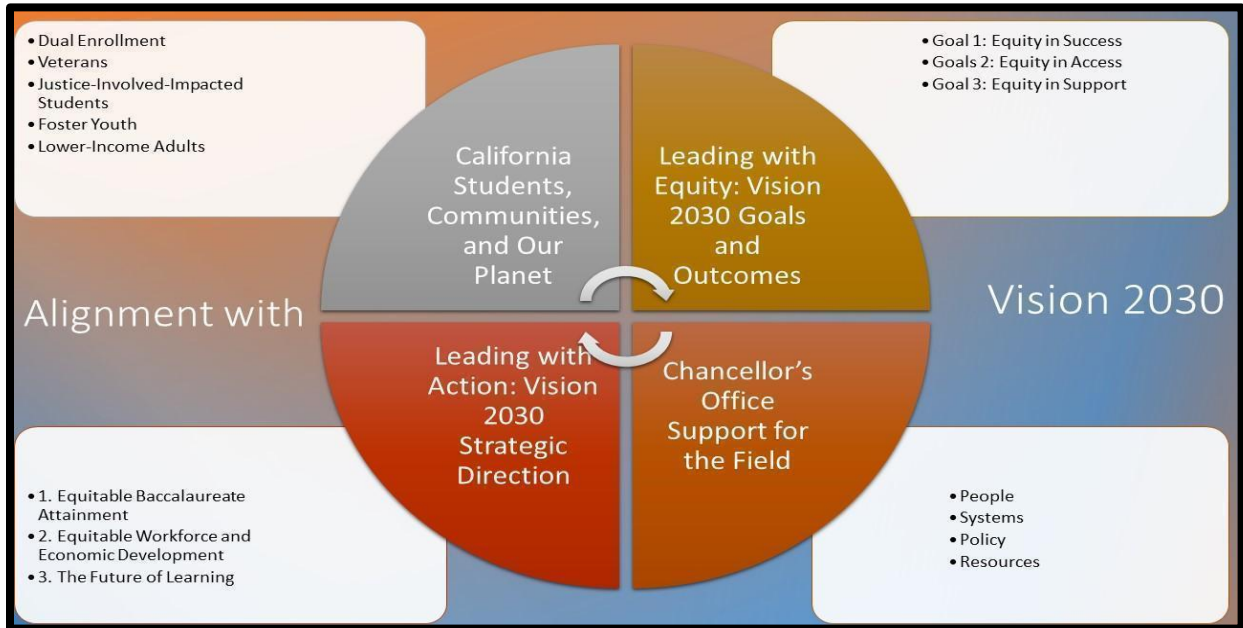 • Dual Enrollment
• Veterans
• Justice-Involved-Impacted
Students
• Foster Youth
• Lower-Income Adults
• Goal 1: Equity in Success
• Goals 2: Equity in Access
• Goal 3: Equity in Support
California
Students,
Communities,
and Our
Planet
Leading with
Equity: Vision
2030 Goals
and
Outcomes
Alignment with
Vision 2030
Leading with
Action: Vision
2030
Strategic
Direction
Chancellor’s
Office
Support for
the Field
• 1. Equitable Baccalaureate
Attainment
• 2. Equitable Workforce and
Economic Development
• 3. The Future of Learning
• People
• Systems
• Policy
• Resources